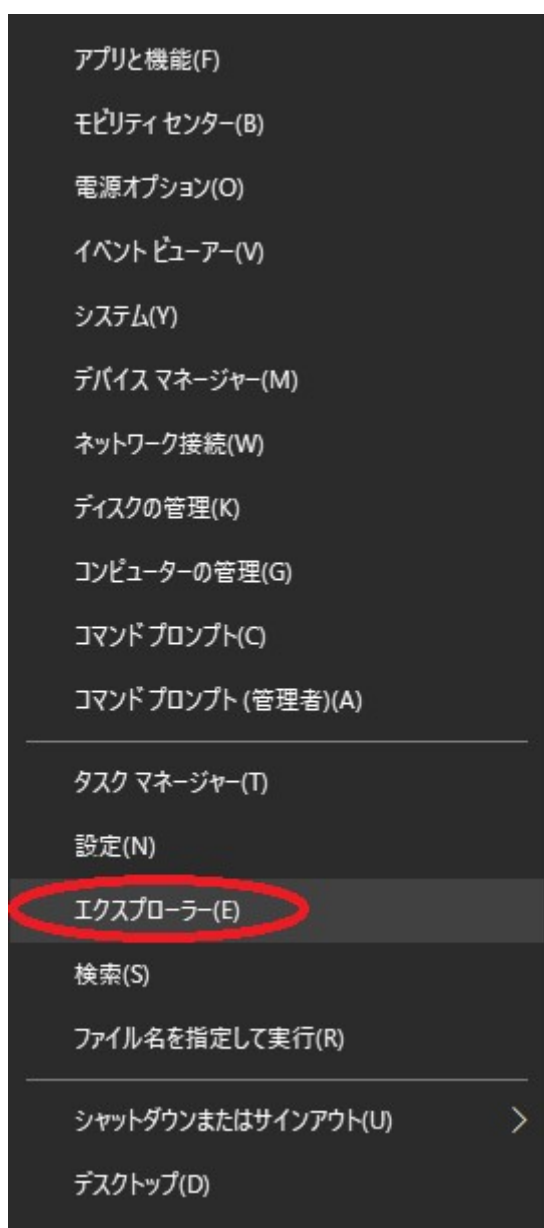 アプリと機能(F)
モビリティ センター(B)
電源オプション(O)
イベント ビューアー(V)
システム(Y)
デバイス マネージャー(M)
ネットワーク接続(W)
ディスクの管理(K)
コンピューターの管理(G)
コマンド プロンプト(C)
コマンド プロンプト (管理者)(A)
タスク マネージャー(T)
設定(N)
エクスプローラー(E)
検索(S)
ファイル名を指定して実行(R)
シャットダウンまたはサインアウト(U)
デスクトップ(D)